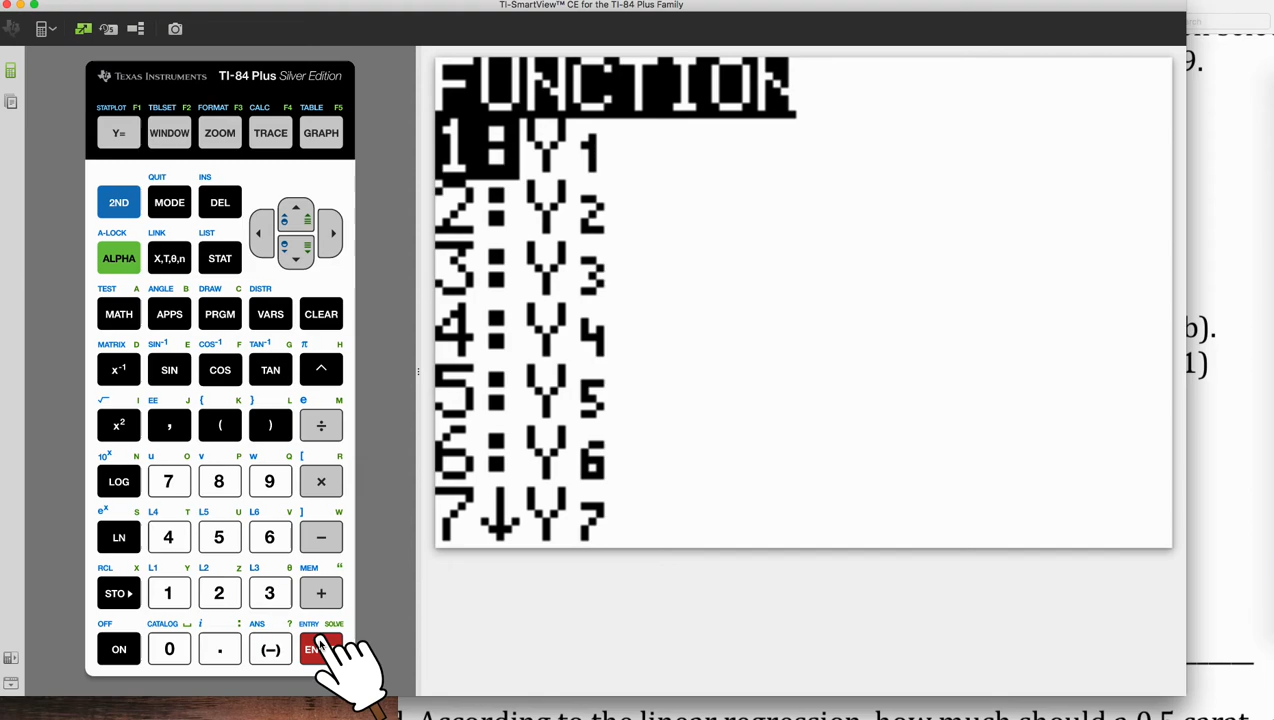 TI-SmartView™ CE for the TI-84 Plus Family
TEXAS INSTRUMENTS TI-84 Plus Silver Edition
STATPLOT F1 TBLSET F2 FORMAT F3 CALC F4 TABLE F5
Y= WINDOW ZOOM TRACE GRAPH
QUIT INS
2ND MODE DEL
A-LOCK LINK LIST
ALPHA X,T,θ,n STAT
TEST A ANGLE B DRAW C DISTR
MATH APPS PRGM VARS CLEAR
MATRIX D SIN⁻¹ E COS⁻¹ F TAN⁻¹ G π H
x⁻¹ SIN COS TAN ^
√ I EE J { K } L e M
x² , ( ) ÷
10ˣ N u O v P w Q [ R
LOG 7 8 9 ×
eˣ S L4 T L5 U L6 V ] W
LN 4 5 6 −
RCL X L1 Y L2 Z L3 θ MEM “
STO▸ 1 2 3 +
OFF CATALOG ␣ i : ANS ? ENTRY SOLVE
ON 0 . (−)
FUNCTION
1:Y1
2:Y2
3:Y3
4:Y4
5:Y5
6:Y6
7↓Y7
9.
b).
1)
According to the linear regression, how much should a 0.5 carat